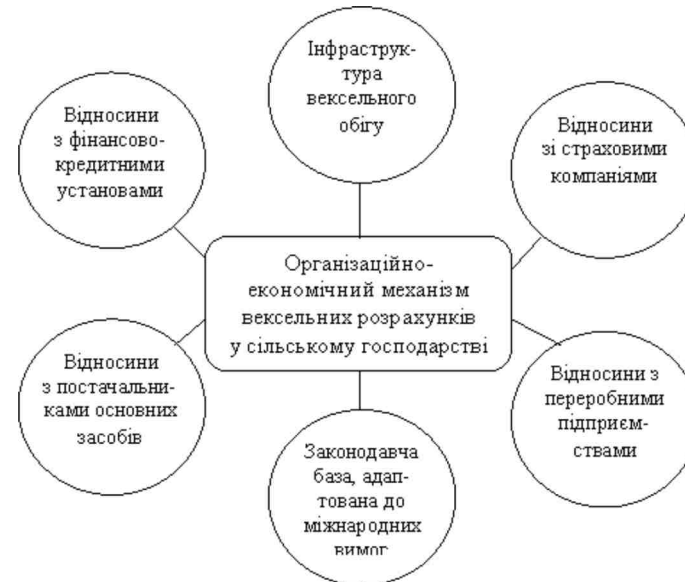 Інфраструк-
тура
вексельного
обігу
Відносини
з фінансово-
кредитними
установами
Відносини
зі страховими
компаніями
Організаційно-
економічний механізм
вексельних розрахунків
у сільському господарстві
Відносини
з постачальни-
ками основних
засобів
Відносини з
переробними
підприєм-
ствами
Законодавча
база, адап-
тована до
міжнародних
вимог